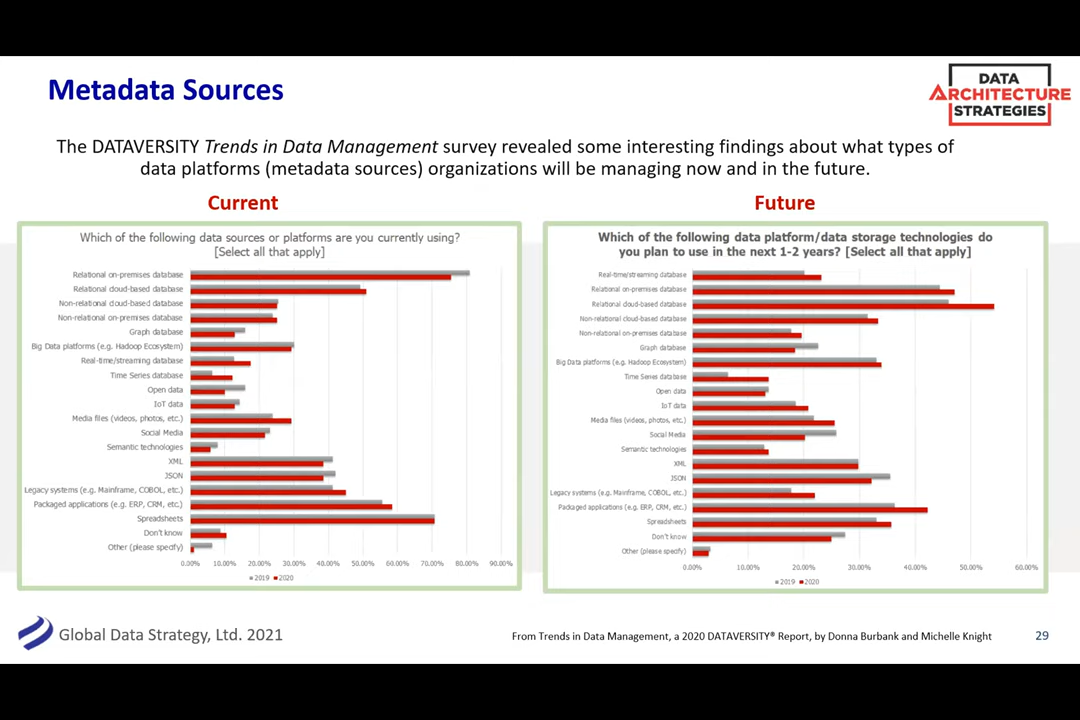 Metadata Sources
DATA
ARCHITECTURE
STRATEGIES
The DATAVERSITY Trends in Data Management survey revealed some interesting findings about what types of
data platforms (metadata sources) organizations will be managing now and in the future.
Current
Which of the following data sources or platforms are you currently using?
[Select all that apply]
Relational on-premises database
Relational cloud-based database
Non-relational cloud-based database
Non-relational on-premises database
Graph database
Big Data platforms (e.g. Hadoop Ecosystem)
Real-time/streaming database
Time Series database
Open data
IoT data
Media files (videos, photos, etc.)
Social Media
Semantic technologies
XML
JSON
Legacy systems (e.g. Mainframe, COBOL, etc.)
Packaged applications (e.g. ERP, CRM, etc.)
Spreadsheets
Don't know
Other (please specify)
0.00% 10.00% 20.00% 30.00% 40.00% 50.00% 60.00% 70.00% 80.00% 90.00%
2019 2020
Future
Which of the following data platform/data storage technologies do
you plan to use in the next 1-2 years? [Select all that apply]
Real-time/streaming database
Relational on-premises database
Relational cloud-based database
Non-relational cloud-based database
Non-relational on-premises database
Graph database
Big Data platforms (e.g. Hadoop Ecosystem)
Time Series database
Open data
IoT data
Media files (videos, photos, etc.)
Social Media
Semantic technologies
XML
JSON
Legacy systems (e.g. Mainframe, COBOL, etc.)
Packaged applications (e.g. ERP, CRM, etc.)
Spreadsheets
Don't know
Other (please specify)
0.00% 10.00% 20.00% 30.00% 40.00% 50.00% 60.00%
2019 2020
Global Data Strategy, Ltd. 2021
From Trends in Data Management, a 2020 DATAVERSITY® Report, by Donna Burbank and Michelle Knight
29